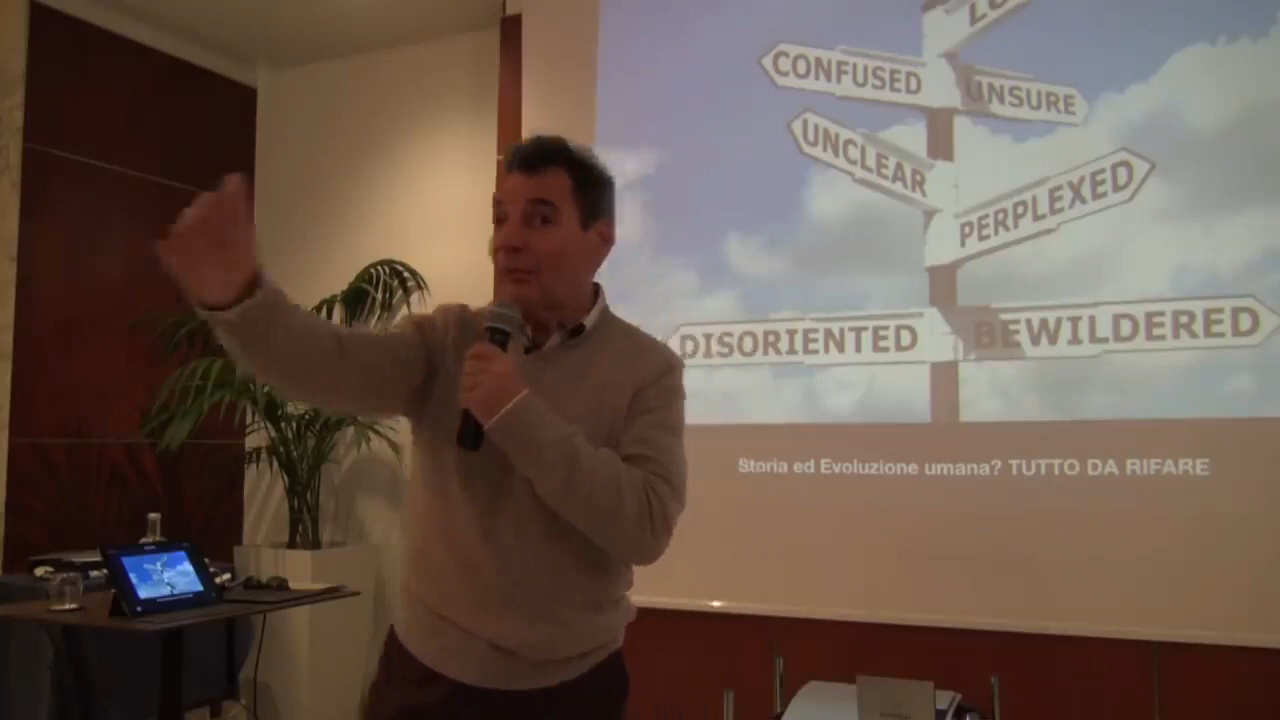 CONFUSED
UNSURE
UNCLEAR
PERPLEXED
DISORIENTED
BEWILDERED
Storia ed Evoluzione umana? TUTTO DA RIFARE